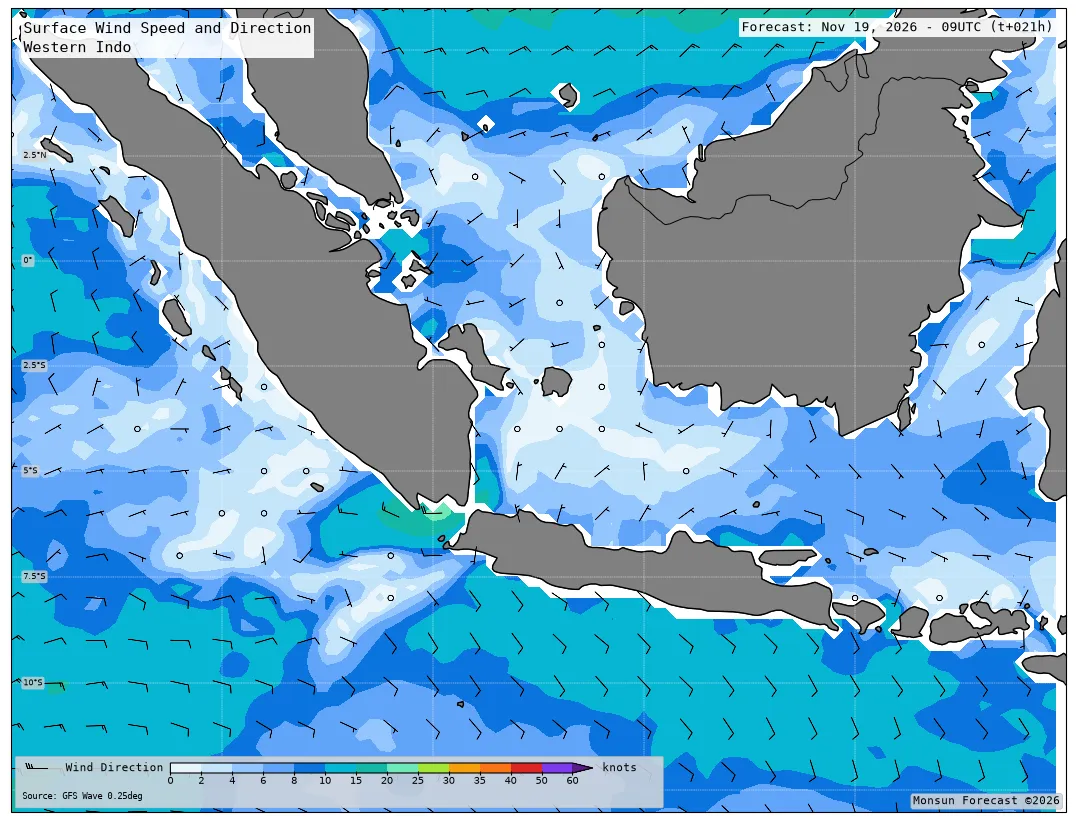 Surface Wind Speed and Direction
Western Indo
Forecast: Nov 19, 2026 - 09UTC (t+021h)
2.5°N
0°
2.5°S
5°S
7.5°S
10°S
Wind Direction
0 2 4 6 8 10 15 20 25 30 35 40 50 60
knots
Source: GFS Wave 0.25deg
Monsun Forecast ©2026